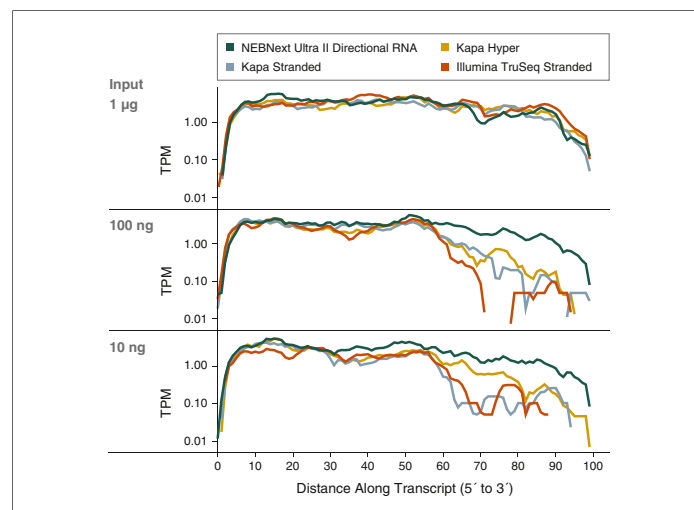 NEBNext Ultra II Directional RNA
Kapa Hyper
Kapa Stranded
Illumina TruSeq Stranded
Input
1 µg
1.00
0.10
0.01
TPM
100 ng
1.00
0.10
0.01
TPM
10 ng
1.00
0.10
0.01
TPM
0 10 20 30 40 50 60 70 80 90 100
Distance Along Transcript (5´ to 3´)